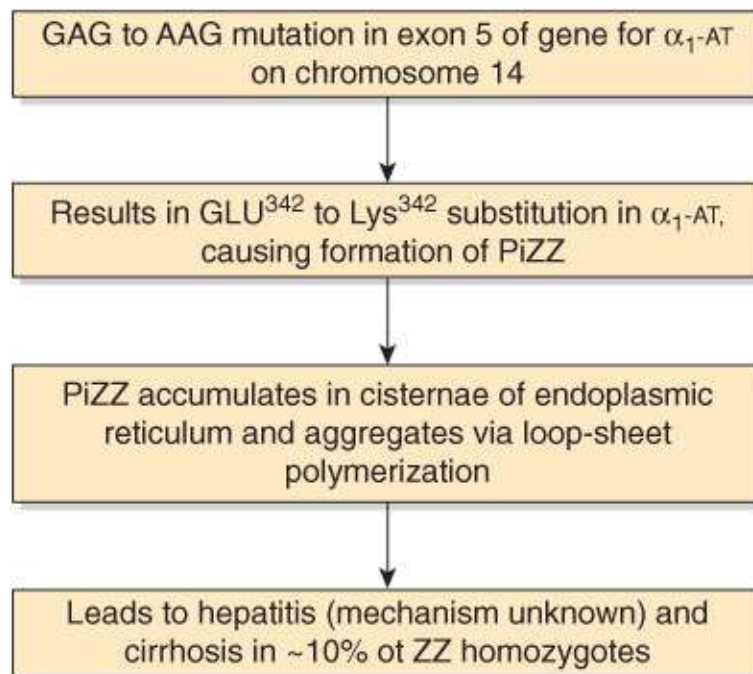 GAG to AAG mutation in exon 5 of gene for α₁-AT
on chromosome 14
Results in GLU³⁴² to Lys³⁴² substitution in α₁-AT,
causing formation of PiZZ
PiZZ accumulates in cisternae of endoplasmic
reticulum and aggregates via loop-sheet
polymerization
Leads to hepatitis (mechanism unknown) and
cirrhosis in ~10% ot ZZ homozygotes